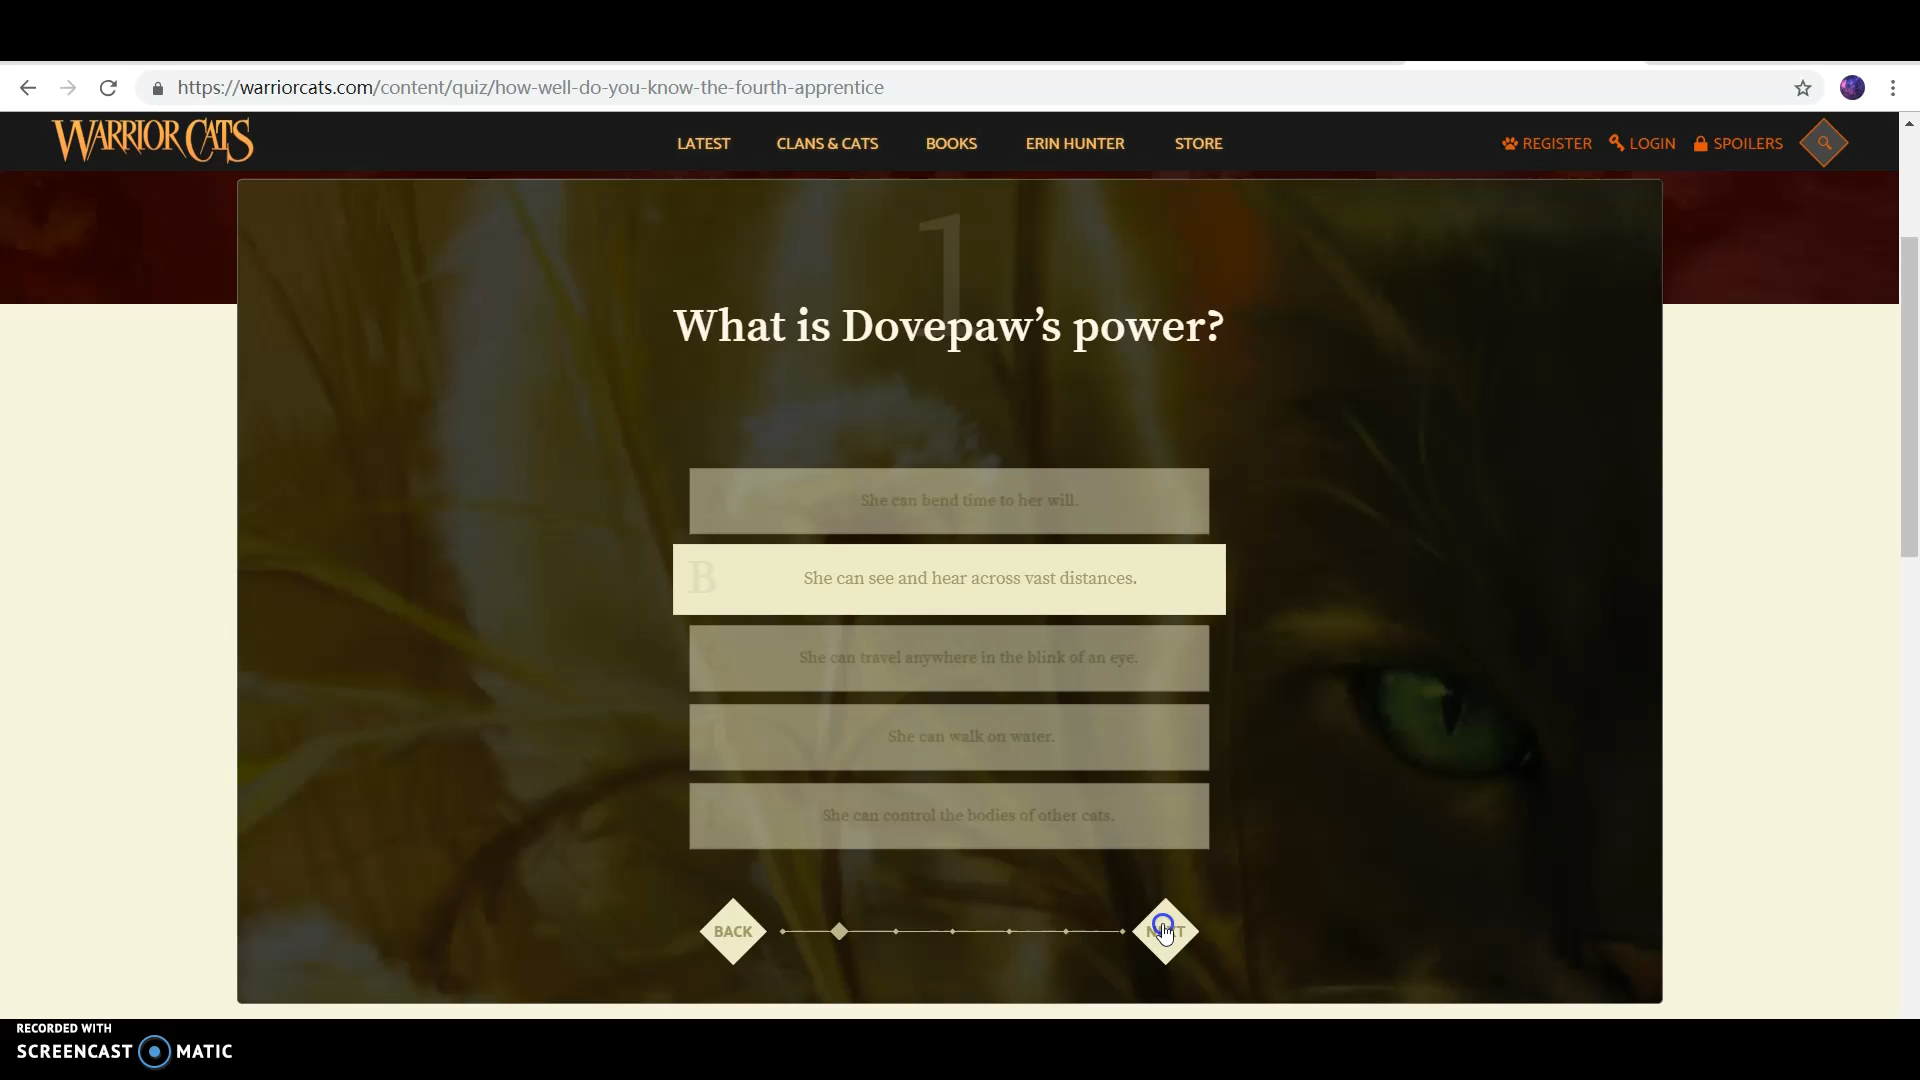 https://warriorcats.com/content/quiz/how-well-do-you-know-the-fourth-apprentice
WARRIOR CATS
LATEST
CLANS & CATS
BOOKS
ERIN HUNTER
STORE
REGISTER
LOGIN
SPOILERS
1
What is Dovepaw’s power?
She can bend time to her will.
B
She can see and hear across vast distances.
She can travel anywhere in the blink of an eye.
She can walk on water.
She can control the bodies of other cats.
BACK
NEXT
RECORDED WITH
SCREENCAST MATIC